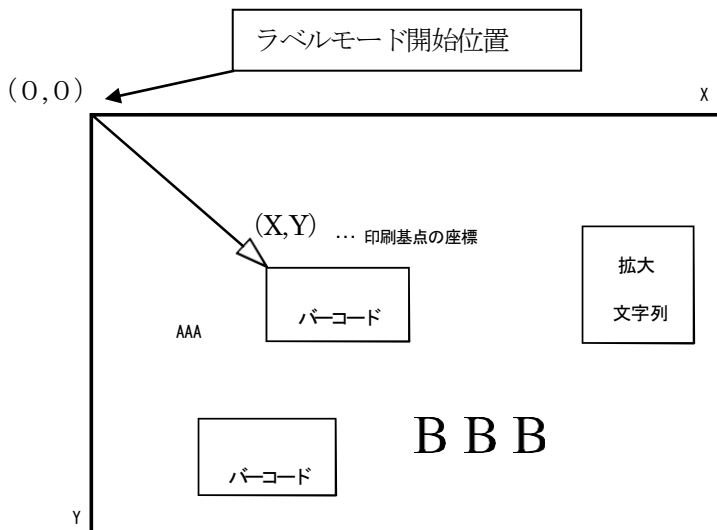 ラベルモード開始位置
(0,0)
X
(X,Y) … 印刷基点の座標
拡大
文字列
バーコード
AAA
B B B
バーコード
Y